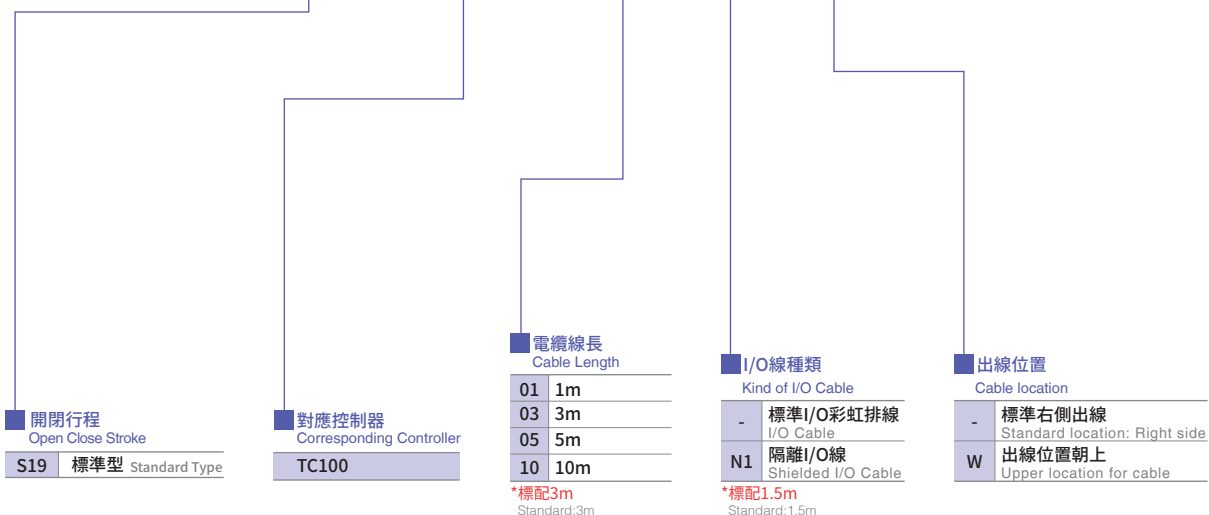 開閉行程
Open Close Stroke
S19 標準型 Standard Type
對應控制器
Corresponding Controller
TC100
電纜線長
Cable Length
01 1m
03 3m
05 5m
10 10m
*標配3m
Standard:3m
I/O線種類
Kind of I/O Cable
- 標準I/O彩虹排線
I/O Cable
N1 隔離I/O線
Shielded I/O Cable
*標配1.5m
Standard:1.5m
出線位置
Cable location
- 標準右側出線
Standard location: Right side
W 出線位置朝上
Upper location for cable